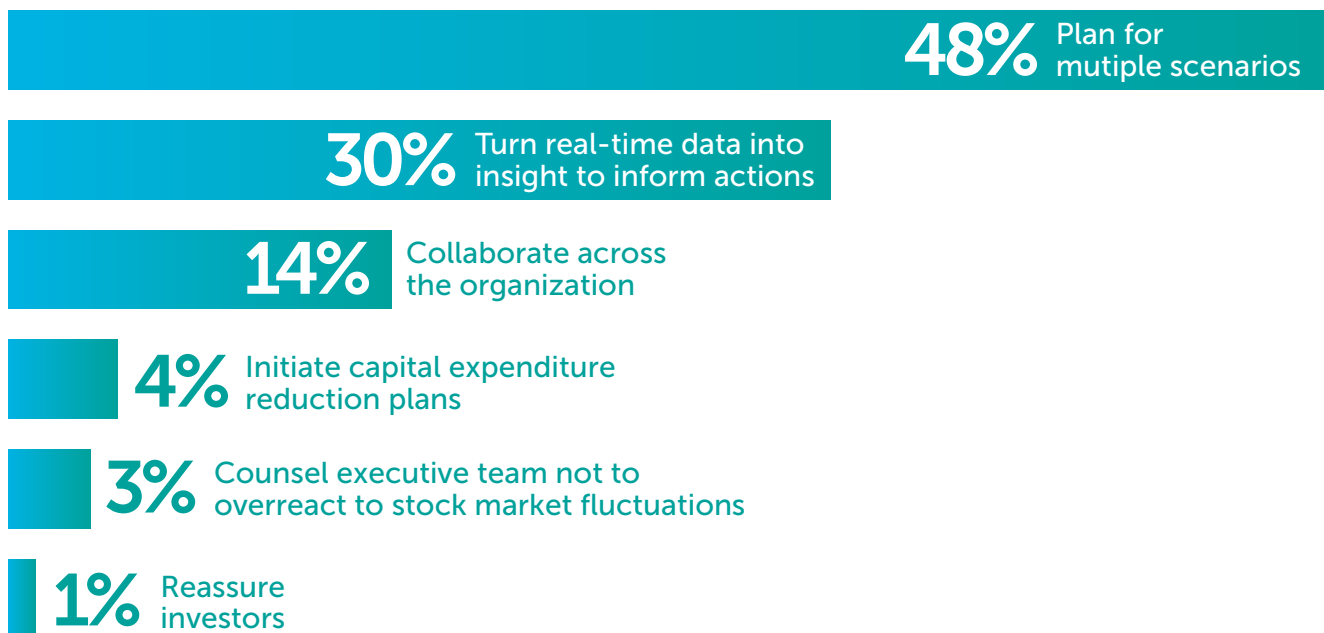 48% Plan for
mutiple scenarios
30% Turn real-time data into
insight to inform actions
14% Collaborate across
the organization
4% Initiate capital expenditure
reduction plans
3% Counsel executive team not to
overreact to stock market fluctuations
1% Reassure
investors